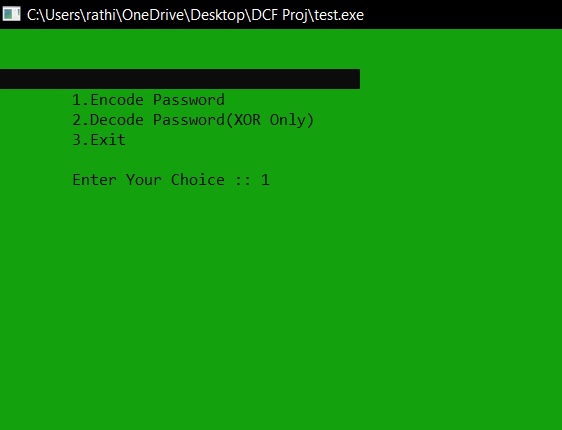 C:\Users\rathi\OneDrive\Desktop\DCF Proj\test.exe
1.Encode Password
2.Decode Password(XOR Only)
3.Exit
Enter Your Choice :: 1